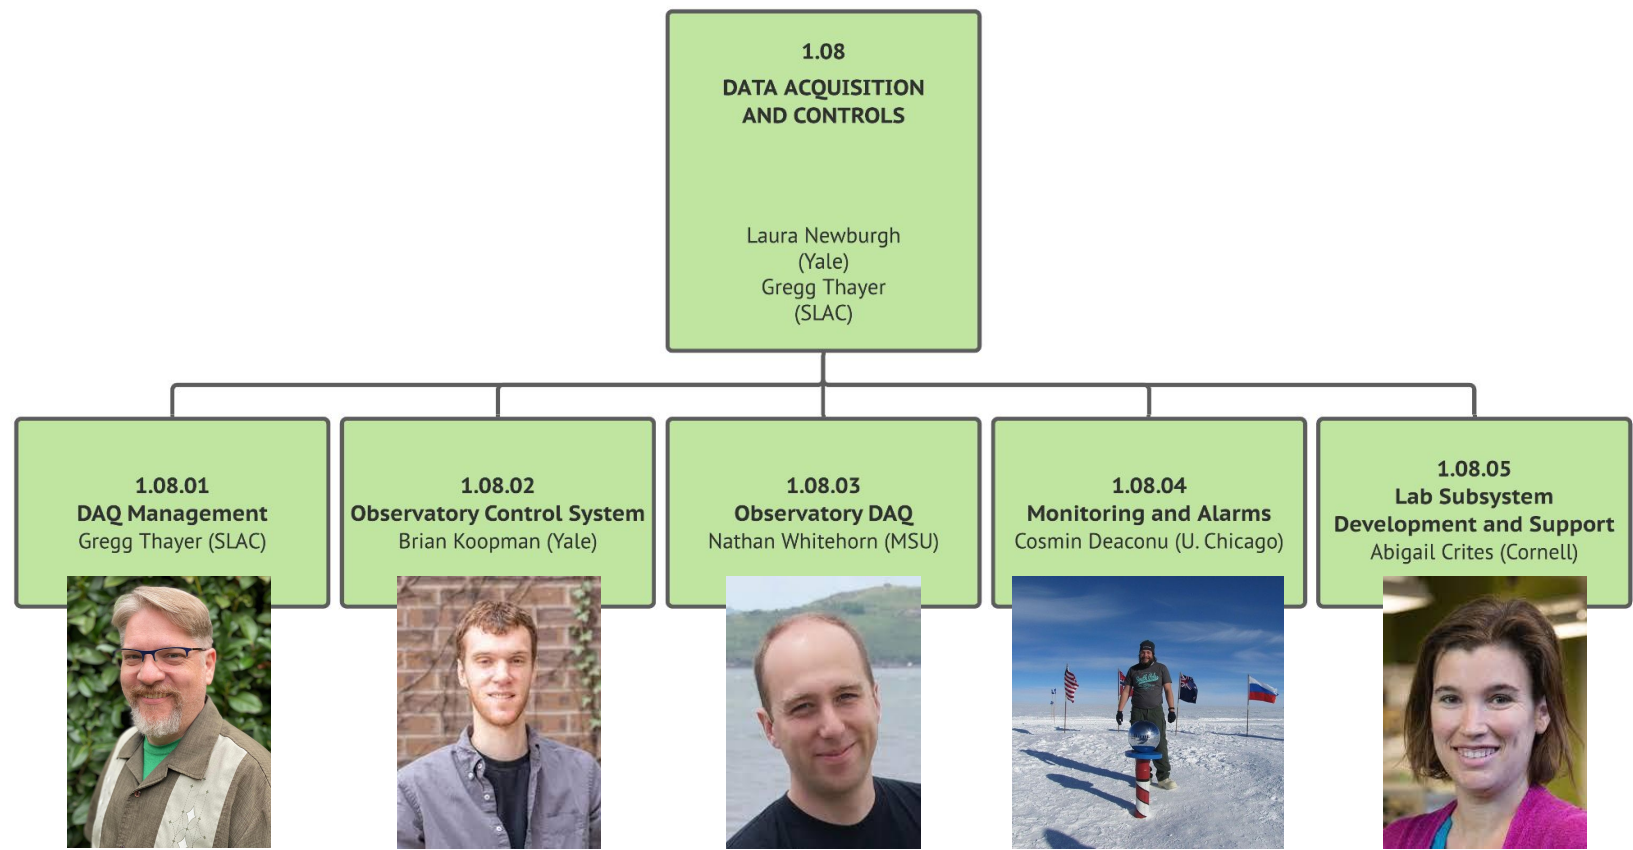 1.08
DATA ACQUISITION
AND CONTROLS
Laura Newburgh
(Yale)
Gregg Thayer
(SLAC)
1.08.01
DAQ Management
Gregg Thayer (SLAC)
1.08.02
Observatory Control System
Brian Koopman (Yale)
1.08.03
Observatory DAQ
Nathan Whitehorn (MSU)
1.08.04
Monitoring and Alarms
Cosmin Deaconu (U. Chicago)
1.08.05
Lab Subsystem
Development and Support
Abigail Crites (Cornell)